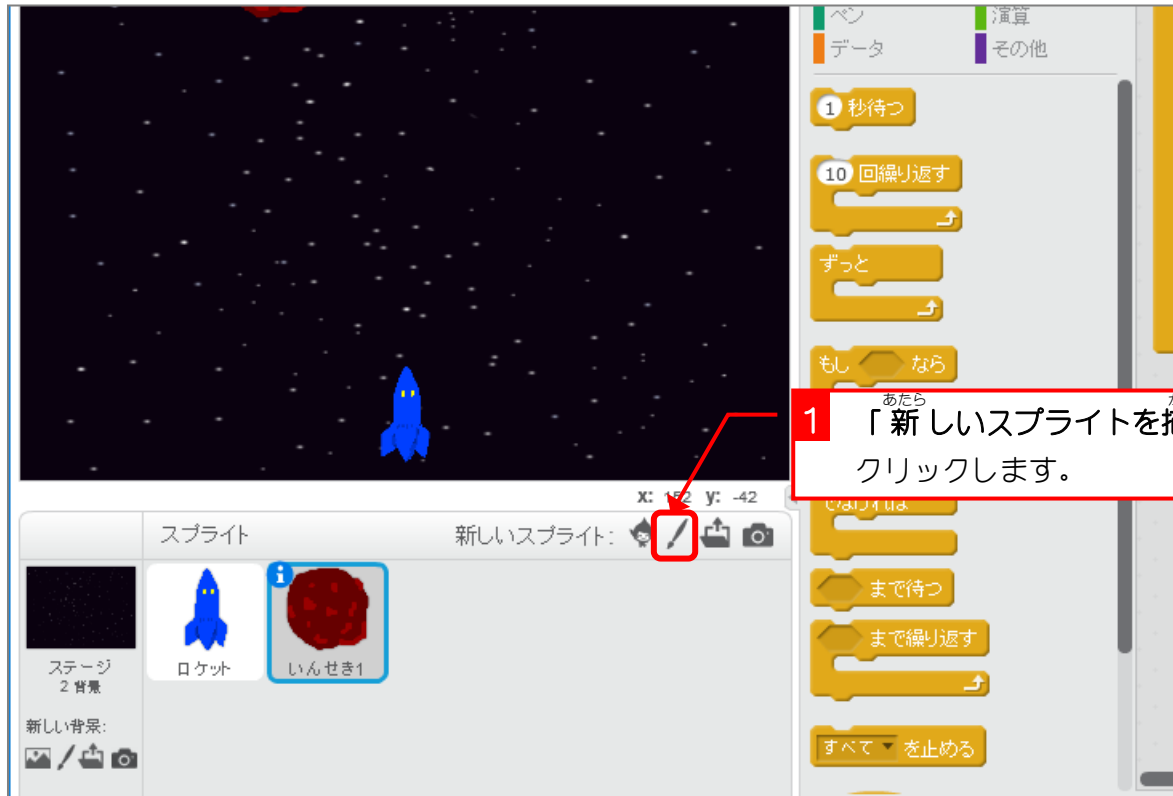 ペン 演算
データ その他
1 秒待つ
10 回繰り返す
ずっと
もし なら
1 「新しいスプライトを
あたら
クリックします。
でなければ
x: 152 y: -42
スプライト 新しいスプライト:
まで待つ
まで繰り返す
ステージ
2 背景
ロケット
いんせき1
新しい背景:
すべて を止める